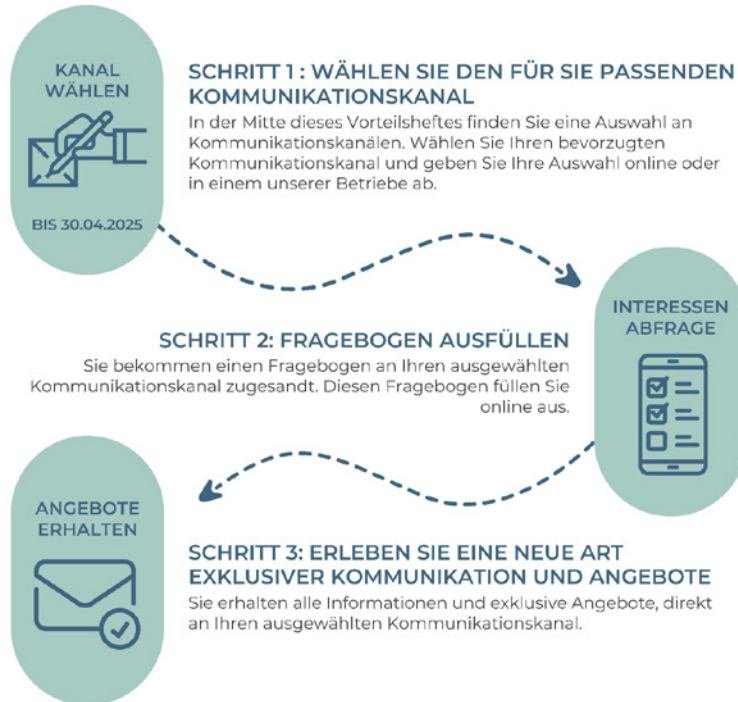 KANAL
WÄHLEN
BIS 30.04.2025
SCHRITT 1 : WÄHLEN SIE DEN FÜR SIE PASSENDEN
KOMMUNIKATIONSKANAL
In der Mitte dieses Vorteilsheftes finden Sie eine Auswahl an
Kommunikationskanälen. Wählen Sie Ihren bevorzugten
Kommunikationskanal und geben Sie Ihre Auswahl online oder
in einem unserer Betriebe ab.
INTERESSEN
ABFRAGE
SCHRITT 2: FRAGEBOGEN AUSFÜLLEN
Sie bekommen einen Fragebogen an Ihren ausgewählten
Kommunikationskanal zugesandt. Diesen Fragebogen füllen Sie
online aus.
ANGEBOTE
ERHALTEN
SCHRITT 3: ERLEBEN SIE EINE NEUE ART
EXKLUSIVER KOMMUNIKATION UND ANGEBOTE
Sie erhalten alle Informationen und exklusive Angebote, direkt
an Ihren ausgewählten Kommunikationskanal.